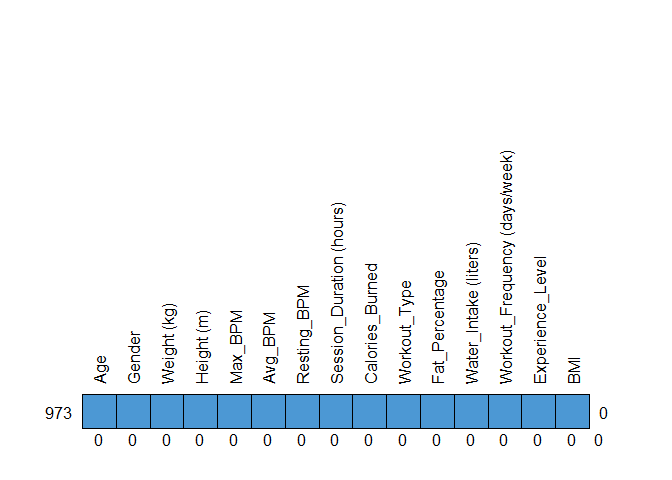 Age
Gender
Weight (kg)
Height (m)
Max_BPM
Avg_BPM
Resting_BPM
Session_Duration (hours)
Calories_Burned
Workout_Type
Fat_Percentage
Water_Intake (liters)
Workout_Frequency (days/week)
Experience_Level
BMI
973 0
0 0 0 0 0 0 0 0 0 0 0 0 0 0 0 0